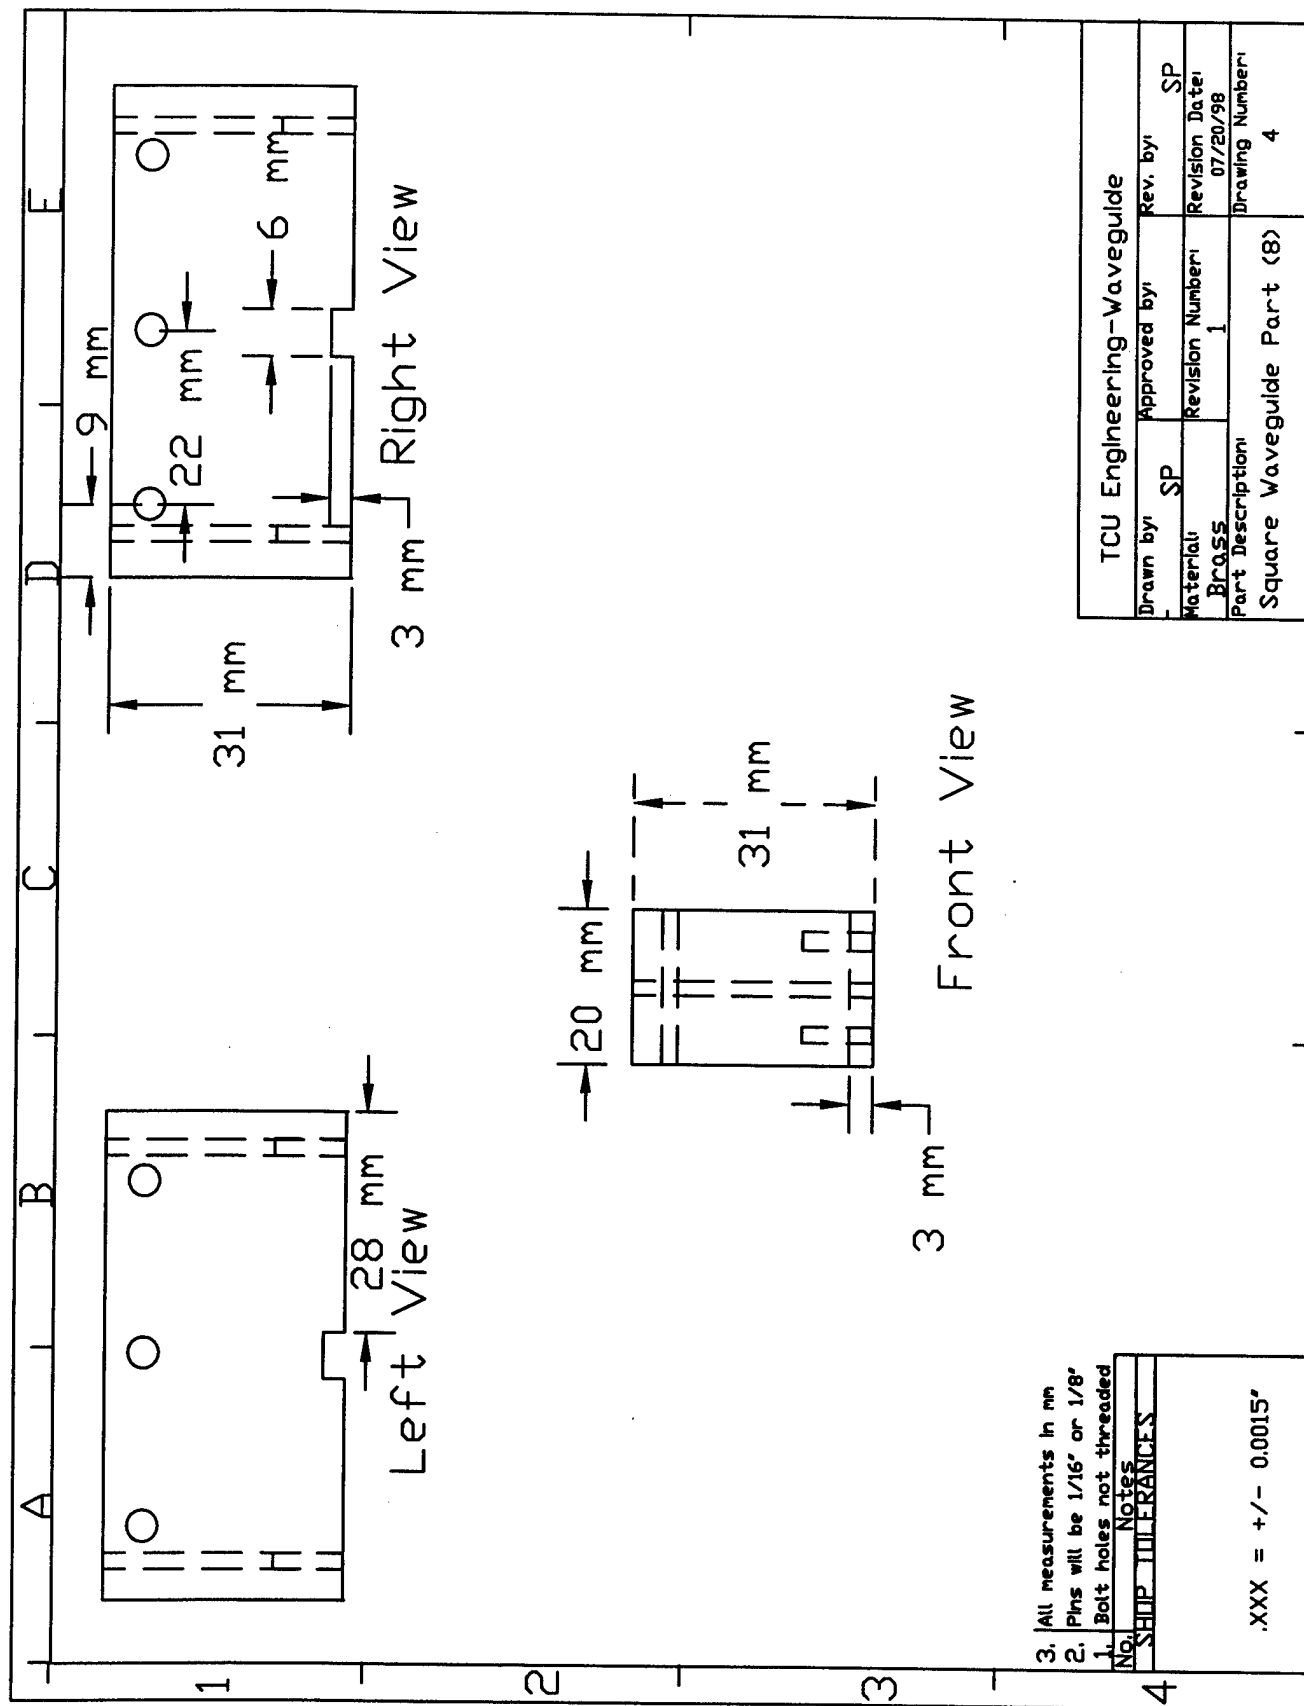 A B C D E
1
2
3
4
9 mm
22 mm
6 mm
31 mm
3 mm
Right View
28 mm
Left View
20 mm
31 mm
3 mm
Front View
3. All measurements in mm
2. Pins will be 1/16" or 1/8"
1. Bolt holes not threaded
No. Notes
SHOP TOLERANCES
.XXX = +/- 0.0015"
TCU Engineering-Waveguide
Drawn by: SP
Approved by:
Rev. by: SP
Material: Brass
Revision Number: 1
Revision Date: 07/20/98
Part Description:
Square Waveguide Part (8)
Drawing Number: 4